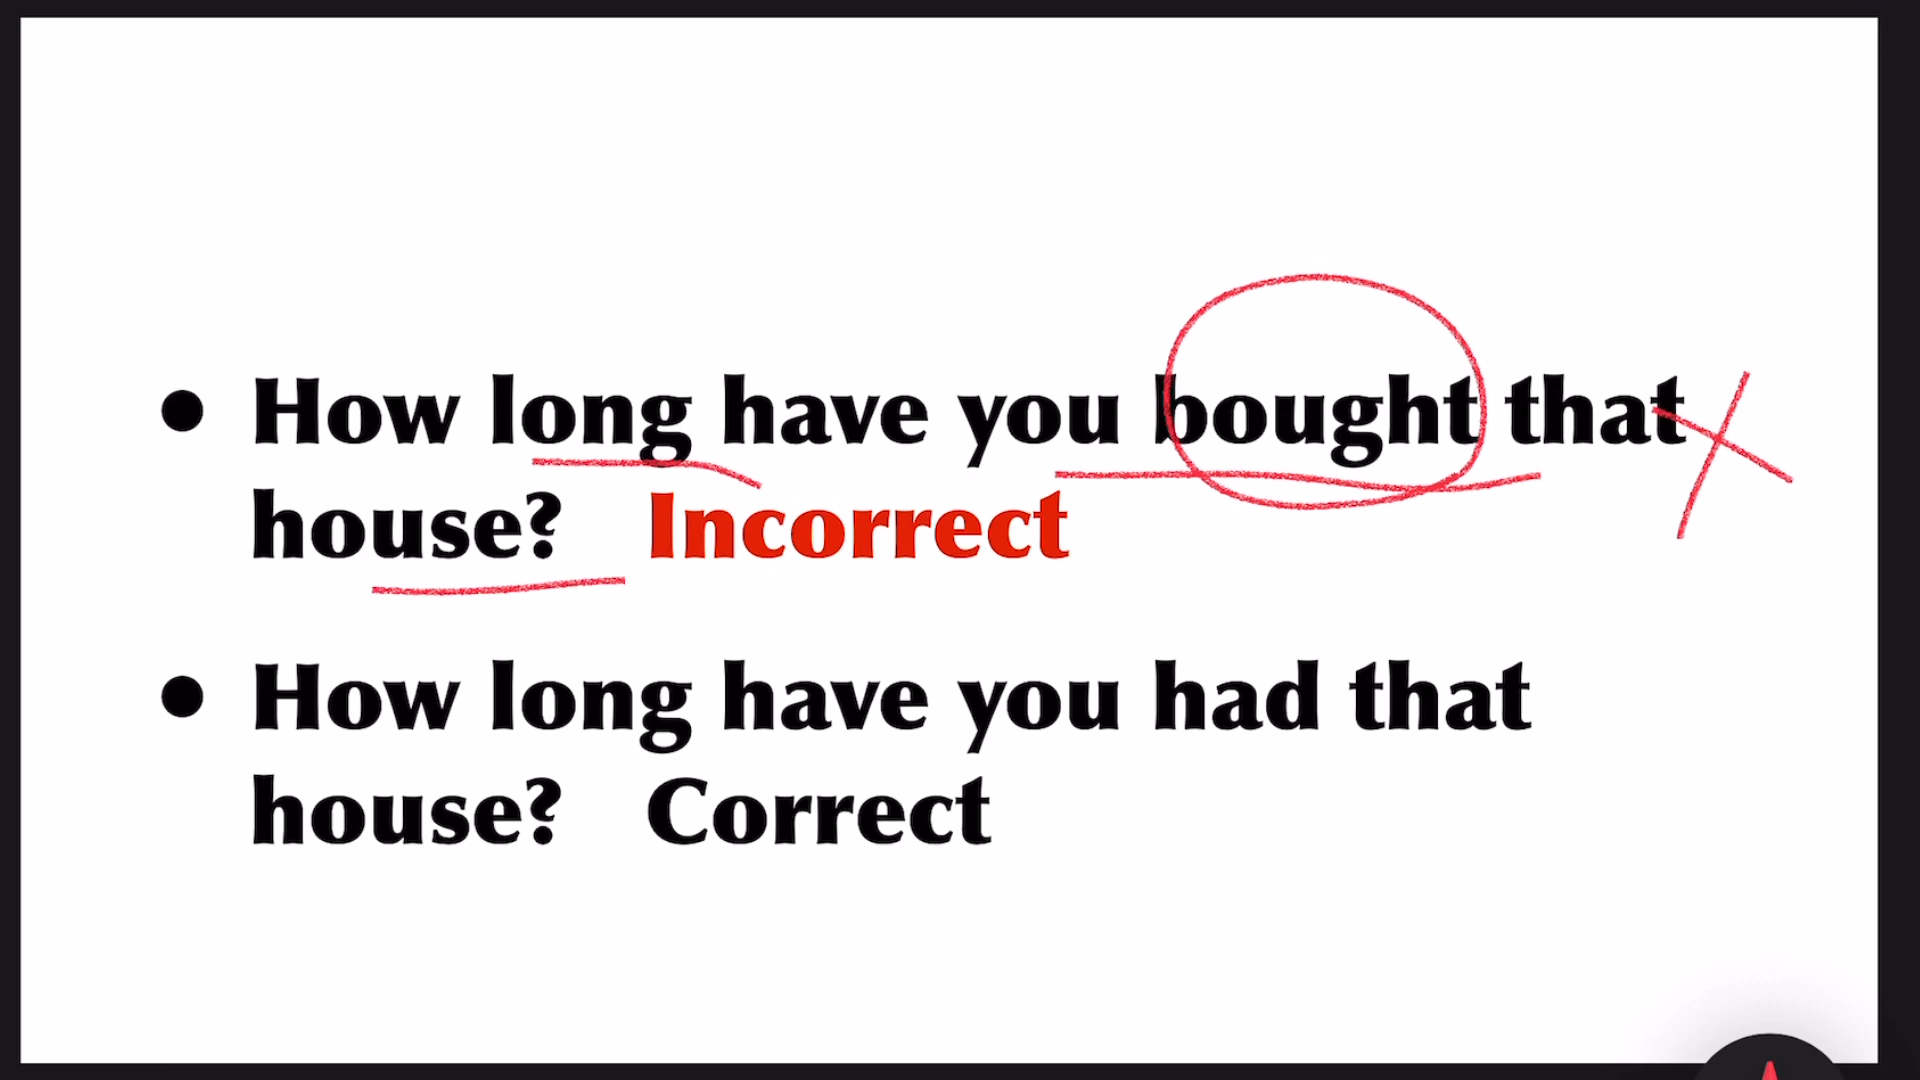 • How long have you bought that
house? Incorrect
• How long have you had that
house? Correct